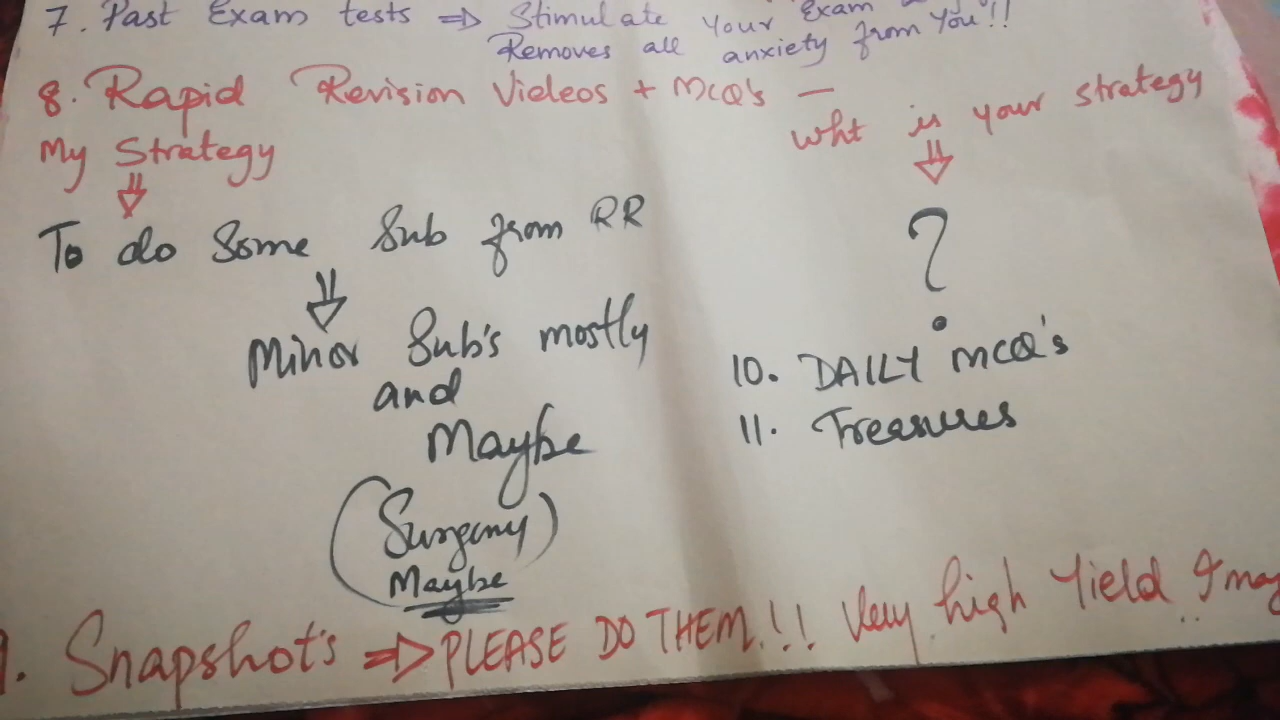 7. Past Exam tests ⇒ Stimulate your Exam
Removes all anxiety from You!!
8. Rapid Revision Videos + MCQ's —
My Strategy
Wht is your strategy
⇓
⇓
?
To do Some Sub from RR
⇓
Minor Sub's mostly
and
Maybe
(Surgery)
Maybe
10. DAILY MCQ's
11. Treasures
Snapshot's ⇒ PLEASE DO THEM!!! Very high Yield Imag